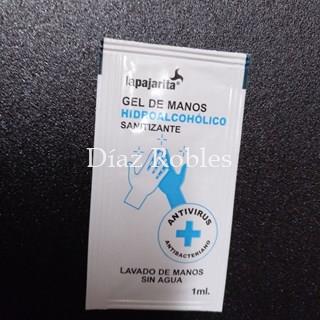 lapajarita®
GEL DE MANOS
HIDROALCOHÓLICO
SANITIZANTE
Díaz Robles
ANTIVIRUS
ANTIBACTERIANO
LAVADO DE MANOS
SIN AGUA
1ml.